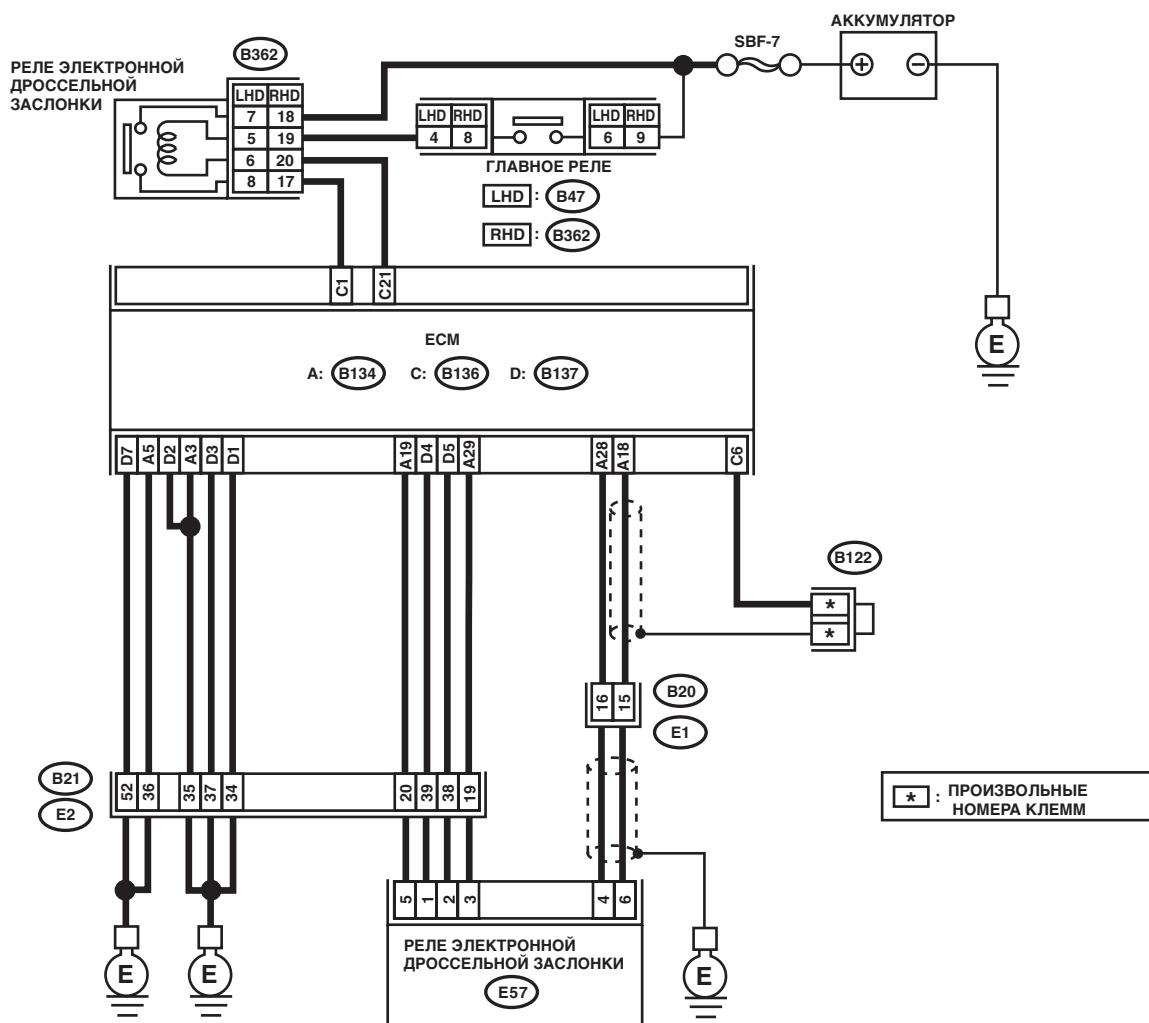 АККУМУЛЯТОР
SBF-7
B362
РЕЛЕ ЭЛЕКТРОННОЙ
ДРОССЕЛЬНОЙ
ЗАСЛОНКИ
LHD RHD
7 18
5 19
6 20
8 17
LHD RHD
4 8
LHD RHD
6 9
ГЛАВНОЕ РЕЛЕ
LHD : B47
RHD : B362
E
C1 C21
ECM
A: B134 C: B136 D: B137
D7 A5 D2 A3 D3 D1 A19 D4 D5 A29 A28 A18 C6
B122
*
*
16 15
B20
E1
B21
E2
52 36 35 37 34 20 39 38 19
* : ПРОИЗВОЛЬНЫЕ
НОМЕРА КЛЕММ
5 1 2 3 4 6
РЕЛЕ ЭЛЕКТРОННОЙ
ДРОССЕЛЬНОЙ ЗАСЛОНКИ
E57
E E E